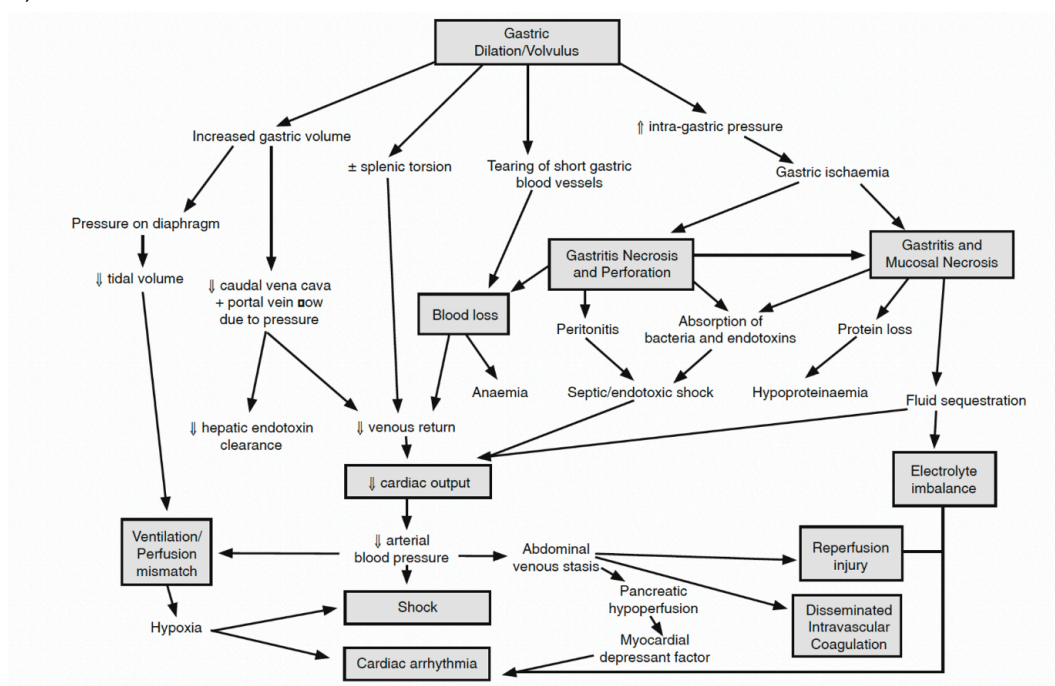 Gastric
Dilation/Volvulus
Increased gastric volume
⇑ intra-gastric pressure
± splenic torsion
Tearing of short gastric
blood vessels
Gastric ischaemia
Pressure on diaphragm
Gastritis Necrosis
and Perforation
Gastritis and
Mucosal Necrosis
⇓ tidal volume
⇓ caudal vena cava
+ portal vein ow
due to pressure
Blood loss
Peritonitis
Absorption of
bacteria and endotoxins
Protein loss
Anaemia
Septic/endotoxic shock
Hypoproteinaemia
Fluid sequestration
⇓ hepatic endotoxin
clearance
⇓ venous return
⇓ cardiac output
Electrolyte
imbalance
Ventilation/
Perfusion
mismatch
⇓ arterial
blood pressure
Abdominal
venous stasis
Reperfusion
injury
Pancreatic
hypoperfusion
Disseminated
Intravascular
Coagulation
Shock
Hypoxia
Myocardial
depressant factor
Cardiac arrhythmia